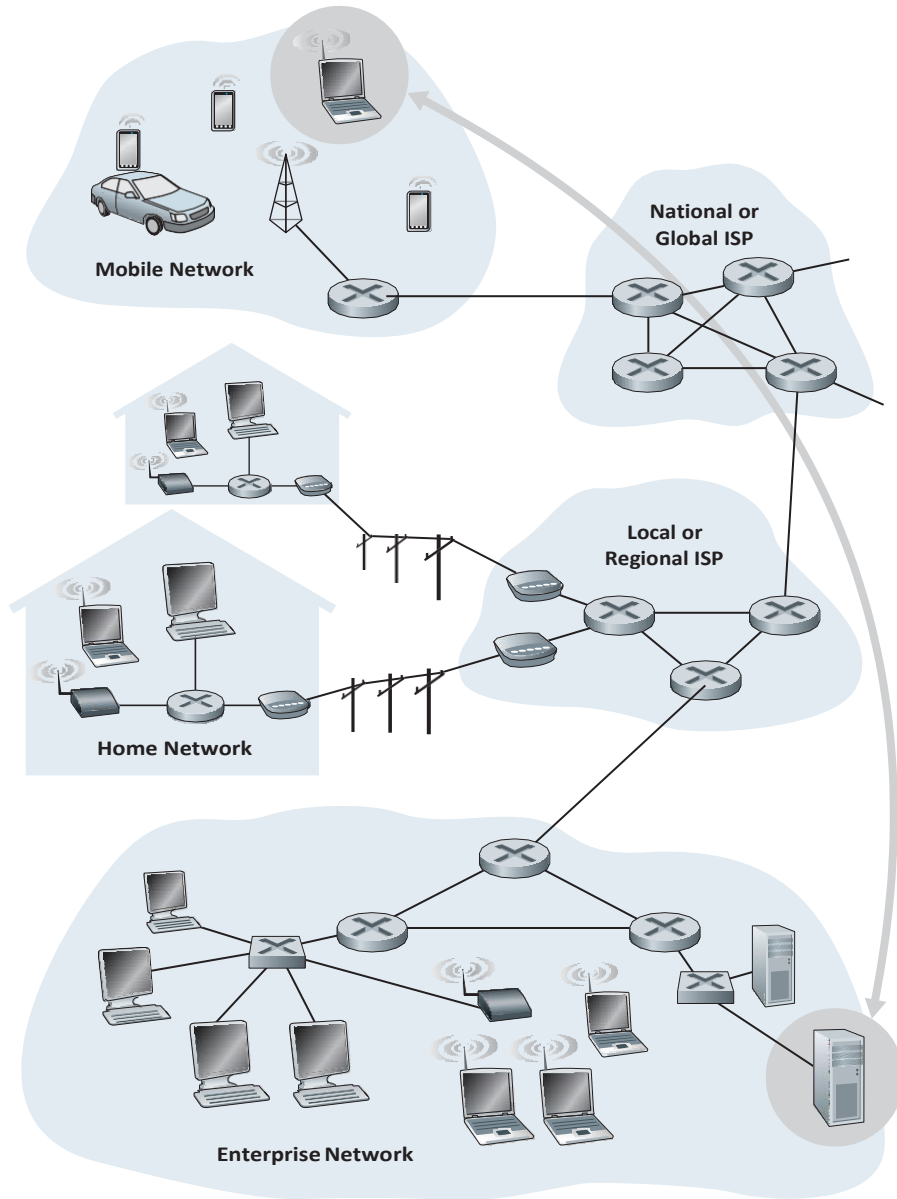 National or
Global ISP
Mobile Network
Local or
Regional ISP
Home Network
Enterprise Network